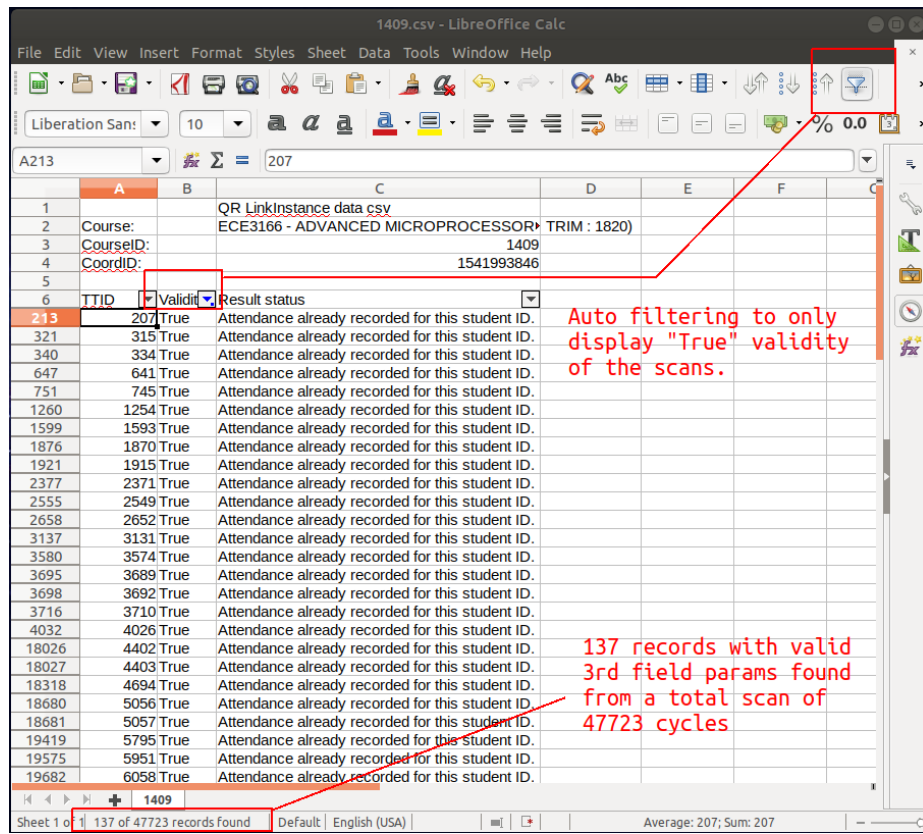 1409.csv - LibreOffice Calc
File Edit View Insert Format Styles Sheet Data Tools Window Help
Liberation Sans 10
A213 207
A B C D E F
1 QR LinkInstance data csv
2 Course: ECE3166 - ADVANCED MICROPROCESSOR TRIM : 1820)
3 CourseID: 1409
4 CoordID: 1541993846
5
6 TTID Validit Result status
213 207 True Attendance already recorded for this student ID.
321 315 True Attendance already recorded for this student ID.
340 334 True Attendance already recorded for this student ID.
647 641 True Attendance already recorded for this student ID.
751 745 True Attendance already recorded for this student ID.
1260 1254 True Attendance already recorded for this student ID.
1599 1593 True Attendance already recorded for this student ID.
1876 1870 True Attendance already recorded for this student ID.
1921 1915 True Attendance already recorded for this student ID.
2377 2371 True Attendance already recorded for this student ID.
2555 2549 True Attendance already recorded for this student ID.
2658 2652 True Attendance already recorded for this student ID.
3137 3131 True Attendance already recorded for this student ID.
3580 3574 True Attendance already recorded for this student ID.
3695 3689 True Attendance already recorded for this student ID.
3698 3692 True Attendance already recorded for this student ID.
3716 3710 True Attendance already recorded for this student ID.
4032 4026 True Attendance already recorded for this student ID.
18026 4402 True Attendance already recorded for this student ID.
18027 4403 True Attendance already recorded for this student ID.
18318 4694 True Attendance already recorded for this student ID.
18680 5056 True Attendance already recorded for this student ID.
18681 5057 True Attendance already recorded for this student ID.
19419 5795 True Attendance already recorded for this student ID.
19575 5951 True Attendance already recorded for this student ID.
19682 6058 True Attendance already recorded for this student ID.
Auto filtering to only
display "True" validity
of the scans.
137 records with valid
3rd field params found
from a total scan of
47723 cycles
1409
Sheet 1 of 1 137 of 47723 records found Default English (USA) Average: 207; Sum: 207